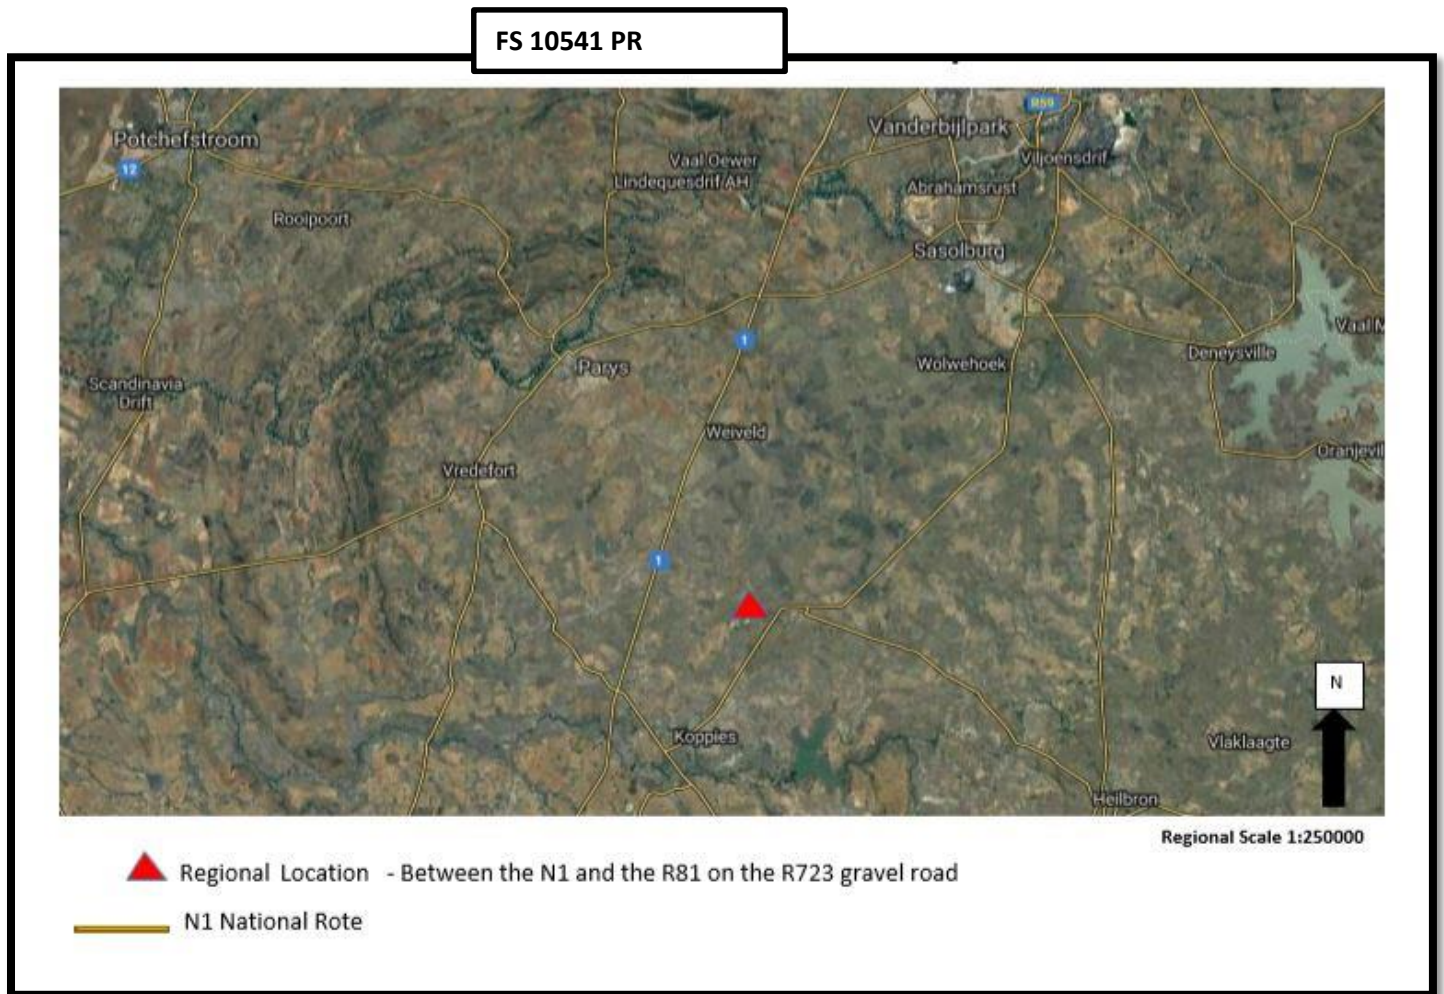 FS 10541 PR
R59
Potchefstroom
Vanderbijlpark
12
Vaal Oewer
Viljoensdrif
Lindequesdrif AH
Abrahamsrust
Rooipoort
Sasolburg
1
Vaal M
Deneysville
Parys
Wolwehoek
Scandinavia
Drift
Weiveld
Oranjevil
Vredefort
1
N
Koppies
Vlaklaagte
Heilbron
Regional Scale 1:250000
Regional Location - Between the N1 and the R81 on the R723 gravel road
N1 National Rote